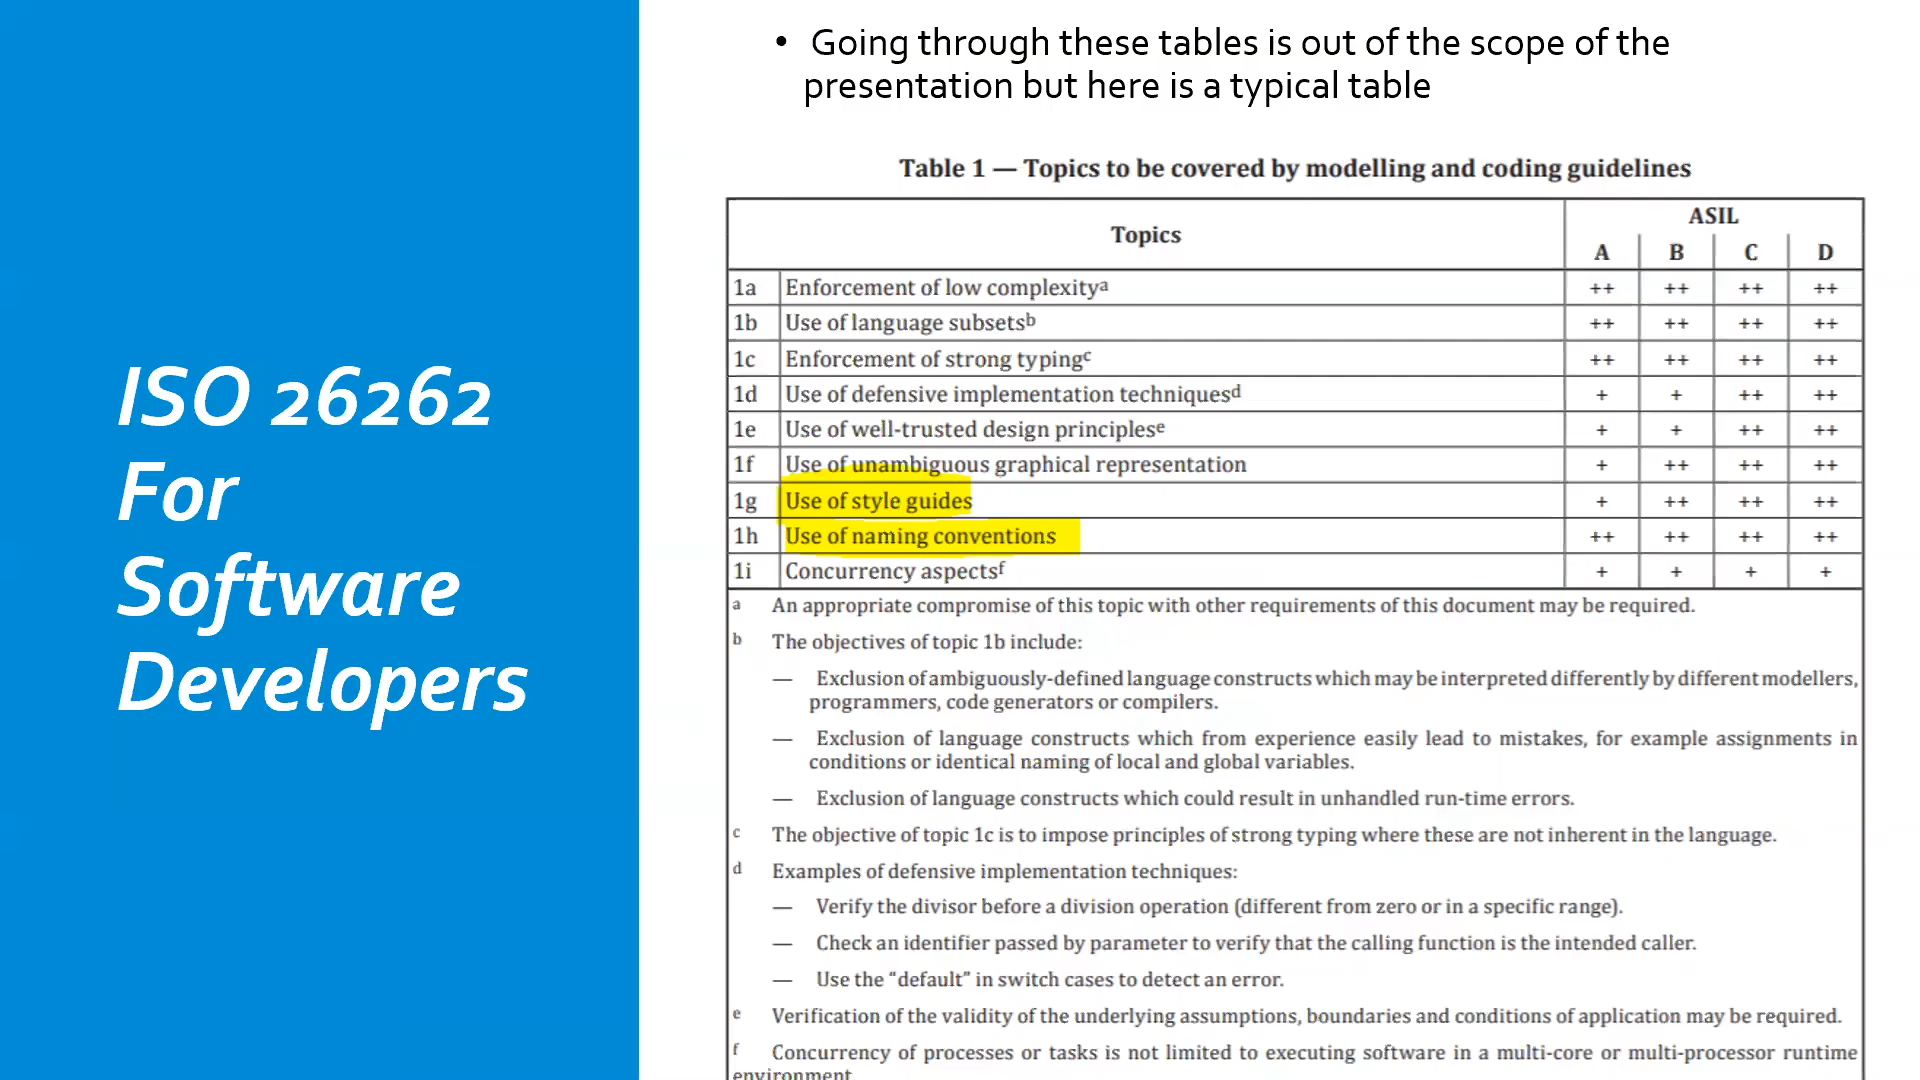 ISO 26262
For
Software
Developers
• Going through these tables is out of the scope of the
presentation but here is a typical table
Table 1 — Topics to be covered by modelling and coding guidelines
Topics ASIL
A B C D
1a Enforcement of low complexity^a ++ ++ ++ ++
1b Use of language subsets^b ++ ++ ++ ++
1c Enforcement of strong typing^c ++ ++ ++ ++
1d Use of defensive implementation techniques^d + + ++ ++
1e Use of well-trusted design principles^e + + ++ ++
1f Use of unambiguous graphical representation + ++ ++ ++
1g Use of style guides + ++ ++ ++
1h Use of naming conventions ++ ++ ++ ++
1i Concurrency aspects^f + + + +
a An appropriate compromise of this topic with other requirements of this document may be required.
b The objectives of topic 1b include:
— Exclusion of ambiguously-defined language constructs which may be interpreted differently by different modellers,
programmers, code generators or compilers.
— Exclusion of language constructs which from experience easily lead to mistakes, for example assignments in
conditions or identical naming of local and global variables.
— Exclusion of language constructs which could result in unhandled run-time errors.
c The objective of topic 1c is to impose principles of strong typing where these are not inherent in the language.
d Examples of defensive implementation techniques:
— Verify the divisor before a division operation (different from zero or in a specific range).
— Check an identifier passed by parameter to verify that the calling function is the intended caller.
— Use the “default” in switch cases to detect an error.
e Verification of the validity of the underlying assumptions, boundaries and conditions of application may be required.
f Concurrency of processes or tasks is not limited to executing software in a multi-core or multi-processor runtime
environment.